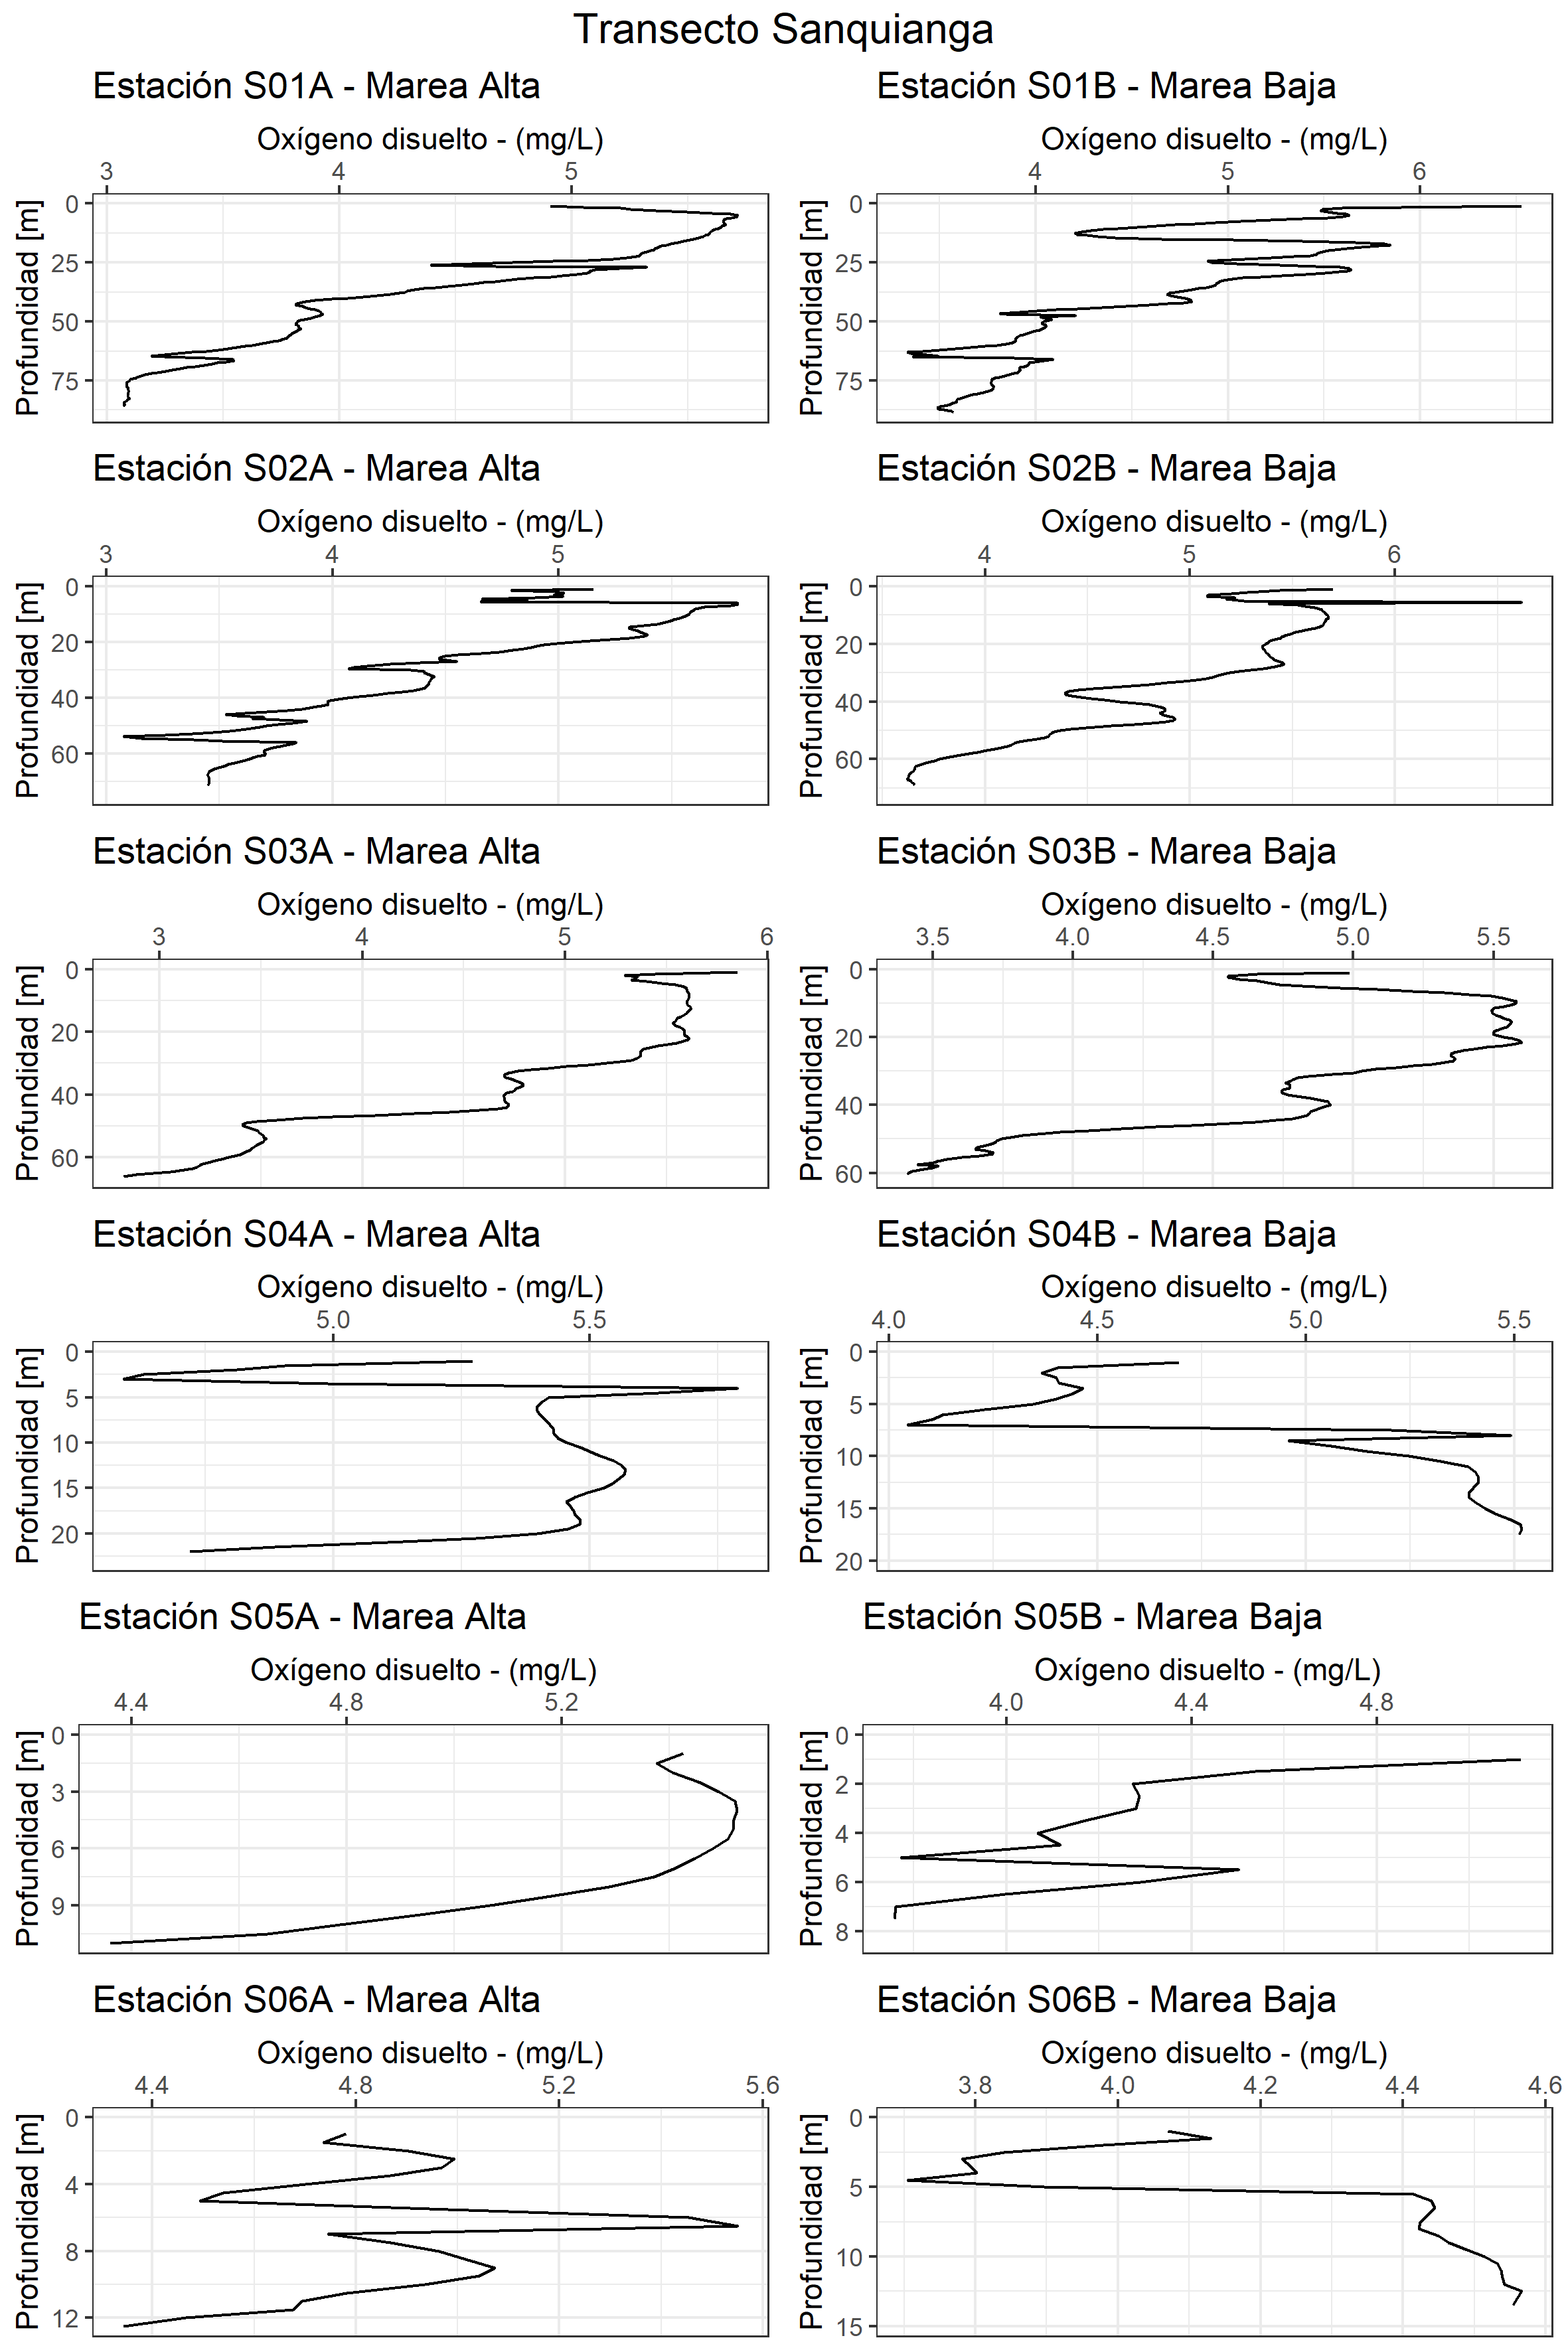 Transecto Sanquianga
Estación S01A - Marea Alta
Oxígeno disuelto - (mg/L)
3 4 5
Profundidad [m]
0
25
50
75
Estación S01B - Marea Baja
Oxígeno disuelto - (mg/L)
4 5 6
Profundidad [m]
0
25
50
75
Estación S02A - Marea Alta
Oxígeno disuelto - (mg/L)
3 4 5
Profundidad [m]
0
20
40
60
Estación S02B - Marea Baja
Oxígeno disuelto - (mg/L)
4 5 6
Profundidad [m]
0
20
40
60
Estación S03A - Marea Alta
Oxígeno disuelto - (mg/L)
3 4 5 6
Profundidad [m]
0
20
40
60
Estación S03B - Marea Baja
Oxígeno disuelto - (mg/L)
3.5 4.0 4.5 5.0 5.5
Profundidad [m]
0
20
40
60
Estación S04A - Marea Alta
Oxígeno disuelto - (mg/L)
5.0 5.5
Profundidad [m]
0
5
10
15
20
Estación S04B - Marea Baja
Oxígeno disuelto - (mg/L)
4.0 4.5 5.0 5.5
Profundidad [m]
0
5
10
15
20
Estación S05A - Marea Alta
Oxígeno disuelto - (mg/L)
4.4 4.8 5.2
Profundidad [m]
0
3
6
9
Estación S05B - Marea Baja
Oxígeno disuelto - (mg/L)
4.0 4.4 4.8
Profundidad [m]
0
2
4
6
8
Estación S06A - Marea Alta
Oxígeno disuelto - (mg/L)
4.4 4.8 5.2 5.6
Profundidad [m]
0
4
8
12
Estación S06B - Marea Baja
Oxígeno disuelto - (mg/L)
3.8 4.0 4.2 4.4 4.6
Profundidad [m]
0
5
10
15